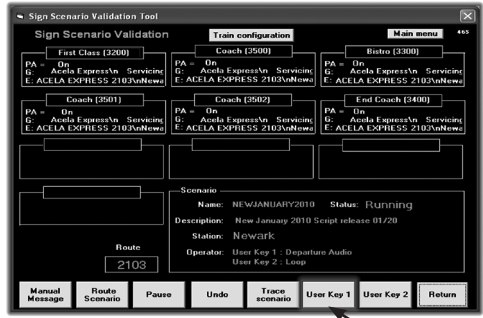 Sign Scenario Validation Tool
Sign Scenario Validation
Train configuration
Main menu
465
First Class (3200)
PA = On
G: Acela Express\n Servicing
E: ACELA EXPRESS 2103\nNewa
Coach (3500)
PA = On
G: Acela Express\n Servicing
E: ACELA EXPRESS 2103\nNewa
Bistro (3300)
PA = On
G: Acela Express\n Servicing
E: ACELA EXPRESS 2103\nNewa
Coach (3501)
PA = On
G: Acela Express\n Servicing
E: ACELA EXPRESS 2103\nNewa
Coach (3502)
PA = On
G: Acela Express\n Servicing
E: ACELA EXPRESS 2103\nNewa
End Coach (3400)
PA = On
G: Acela Express\n Servicing
E: ACELA EXPRESS 2103\nNewa
Scenario
Name: NEWJANUARY2010 Status: Running
Description: New January 2010 Script release 01/20
Station: Newark
Operator: User Key 1 : Departure Audio
User Key 2 : Loop
Route
2103
Manual Message
Route Scenario
Pause
Undo
Trace scenario
User Key 1
User Key 2
Return